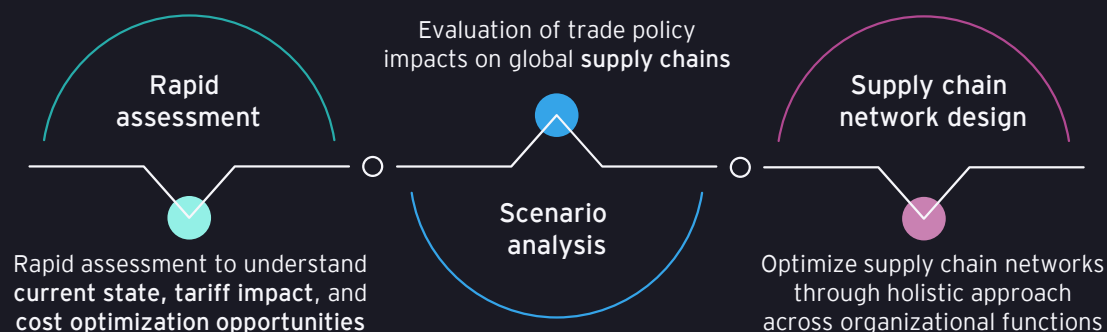 Rapid
assessment
Rapid assessment to understand
current state, tariff impact, and
cost optimization opportunities
Evaluation of trade policy
impacts on global supply chains
Scenario
analysis
Supply chain
network design
Optimize supply chain networks
through holistic approach
across organizational functions